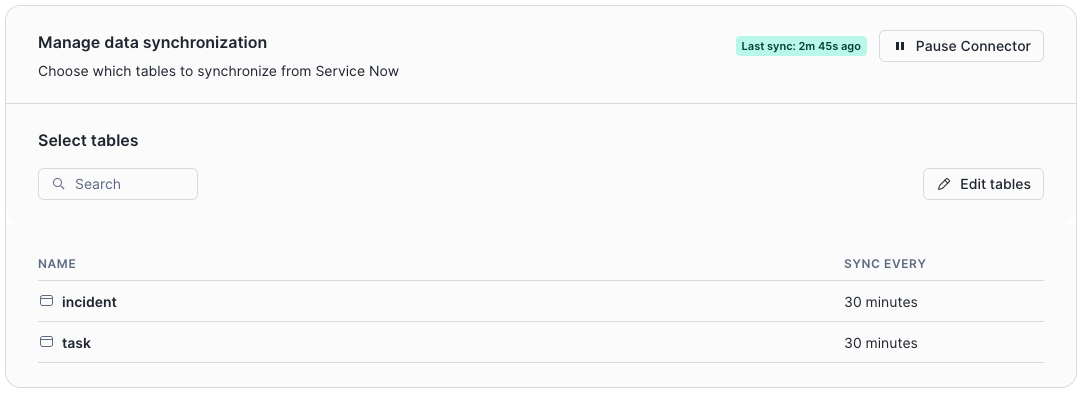 Manage data synchronization
Last sync: 2m 45s ago
Pause Connector
Choose which tables to synchronize from Service Now
Select tables
Search
Edit tables
NAME SYNC EVERY
incident 30 minutes
task 30 minutes